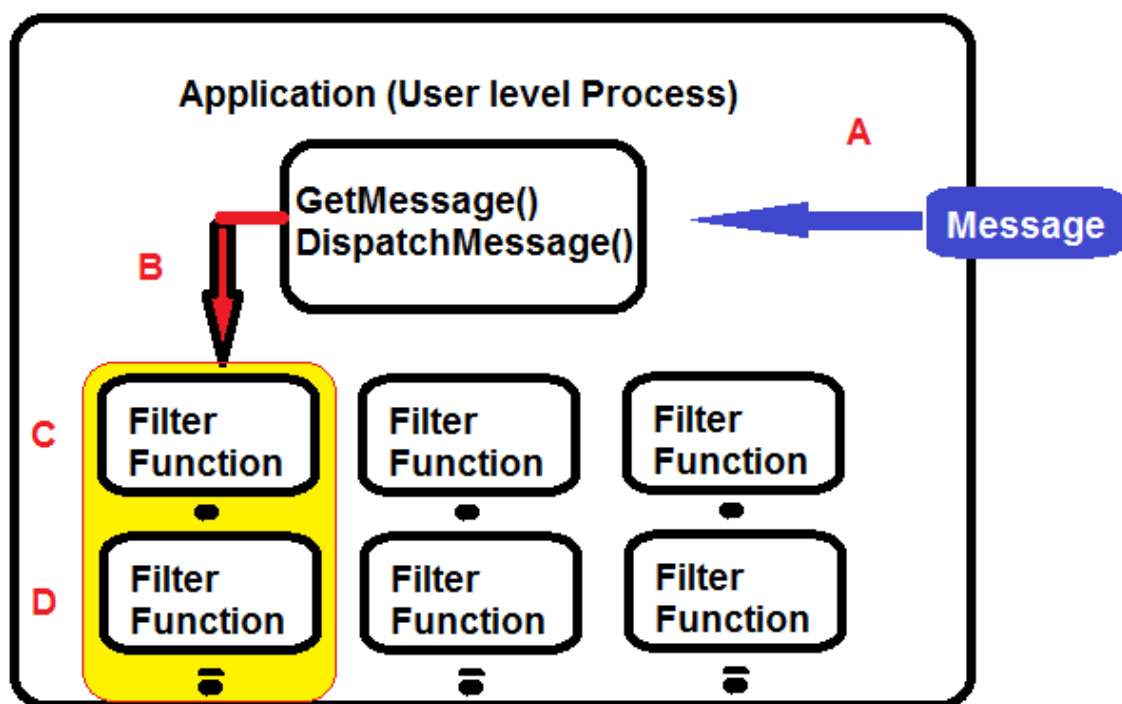 Application (User level Process)
A
GetMessage()
DispatchMessage()
Message
B
C
Filter
Function
Filter
Function
Filter
Function
D
Filter
Function
Filter
Function
Filter
Function